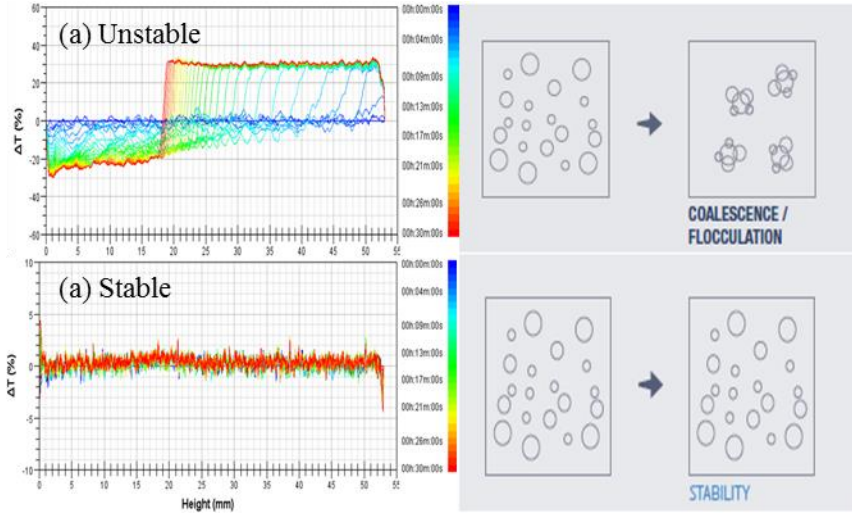 (a) Unstable
ΔT (%)
60
40
20
0
-20
-40
-60
0 5 10 15 20 25 30 35 40 45 50 55
00h:00m:00s
00h:04m:00s
00h:09m:00s
00h:13m:00s
00h:17m:00s
00h:21m:00s
00h:26m:00s
00h:30m:00s
COALESCENCE /
FLOCCULATION
(a) Stable
ΔT (%)
10
5
0
-5
-10
0 5 10 15 20 25 30 35 40 45 50 55
Height (mm)
00h:00m:00s
00h:04m:00s
00h:09m:00s
00h:13m:00s
00h:17m:00s
00h:21m:00s
00h:26m:00s
00h:30m:00s
STABILITY